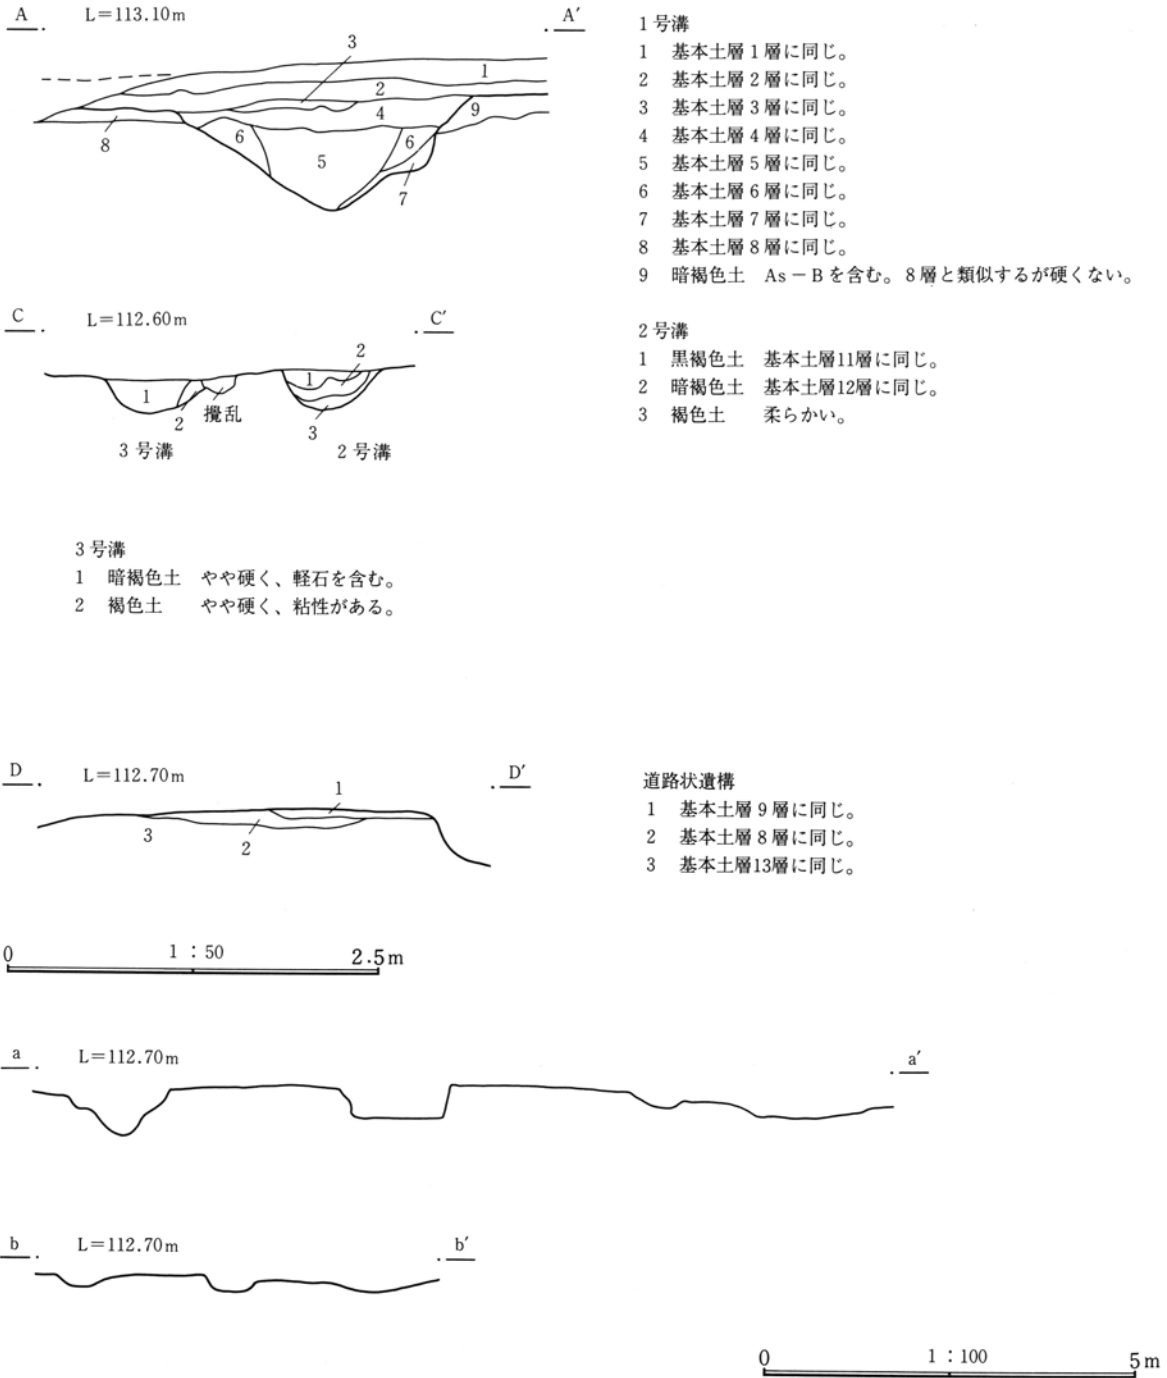 A
L=113.10m
A′
3
1
2
4
9
8
6
5
6
7
1号溝
1 基本土層1層に同じ。
2 基本土層2層に同じ。
3 基本土層3層に同じ。
4 基本土層4層に同じ。
5 基本土層5層に同じ。
6 基本土層6層に同じ。
7 基本土層7層に同じ。
8 基本土層8層に同じ。
9 暗褐色土 As－Bを含む。8層と類似するが硬くない。
C
L=112.60m
C′
2
1
1
2
攪乱
3
3号溝
2号溝
2号溝
1 黒褐色土 基本土層11層に同じ。
2 暗褐色土 基本土層12層に同じ。
3 褐色土 柔らかい。
3号溝
1 暗褐色土 やや硬く、軽石を含む。
2 褐色土 やや硬く、粘性がある。
D
L=112.70m
D′
1
3
2
道路状遺構
1 基本土層9層に同じ。
2 基本土層8層に同じ。
3 基本土層13層に同じ。
0 1：50 2.5m
a
L=112.70m
a′
b
L=112.70m
b′
0 1：100 5m